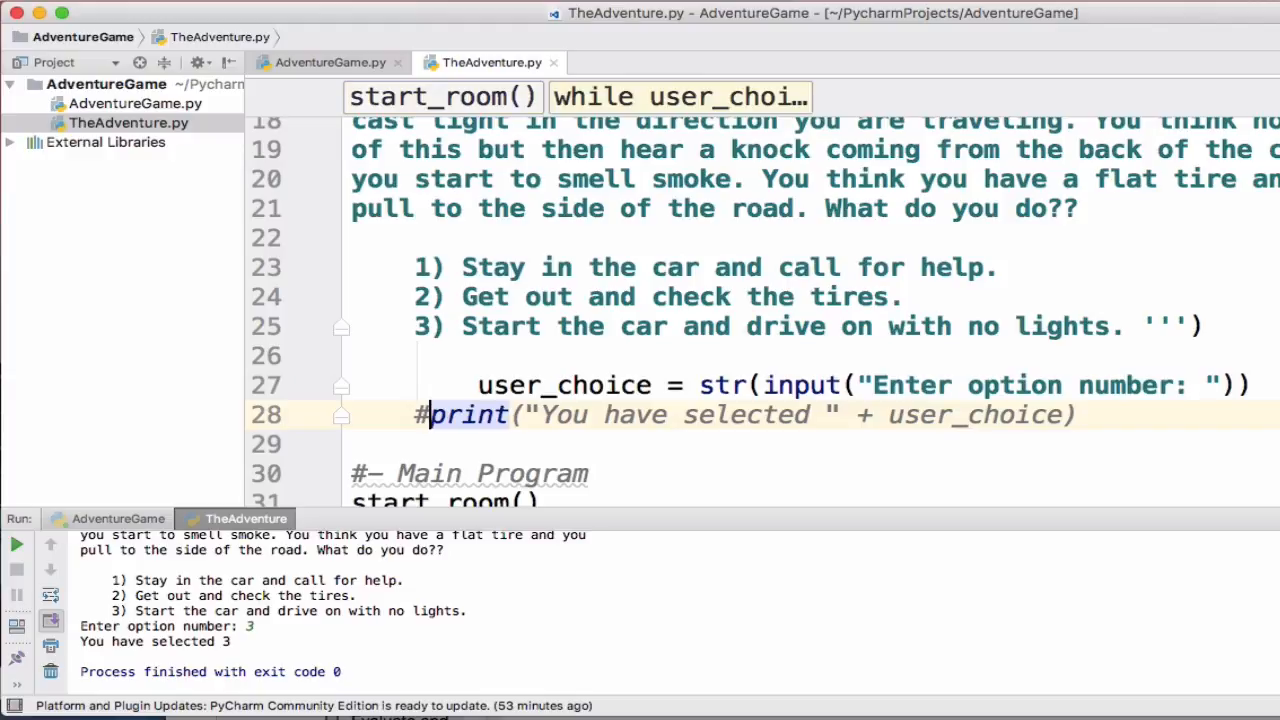 TheAdventure.py - AdventureGame - [~/PycharmProjects/AdventureGame]
AdventureGame TheAdventure.py
Project AdventureGame.py TheAdventure.py
AdventureGame ~/Pycharm
AdventureGame.py
TheAdventure.py
External Libraries
start_room() while user_choi…
18 cast light in the direction you are traveling. You think no
19 of this but then hear a knock coming from the back of the c
20 you start to smell smoke. You think you have a flat tire an
21 pull to the side of the road. What do you do??
22
23 1) Stay in the car and call for help.
24 2) Get out and check the tires.
25 3) Start the car and drive on with no lights. ''')
26
27 user_choice = str(input("Enter option number: "))
28 #print("You have selected " + user_choice)
29
30 #- Main Program
31 start_room()
Run: AdventureGame TheAdventure
you start to smell smoke. You think you have a flat tire and you
pull to the side of the road. What do you do??
1) Stay in the car and call for help.
2) Get out and check the tires.
3) Start the car and drive on with no lights.
Enter option number: 3
You have selected 3
Process finished with exit code 0
Platform and Plugin Updates: PyCharm Community Edition is ready to update. (53 minutes ago)